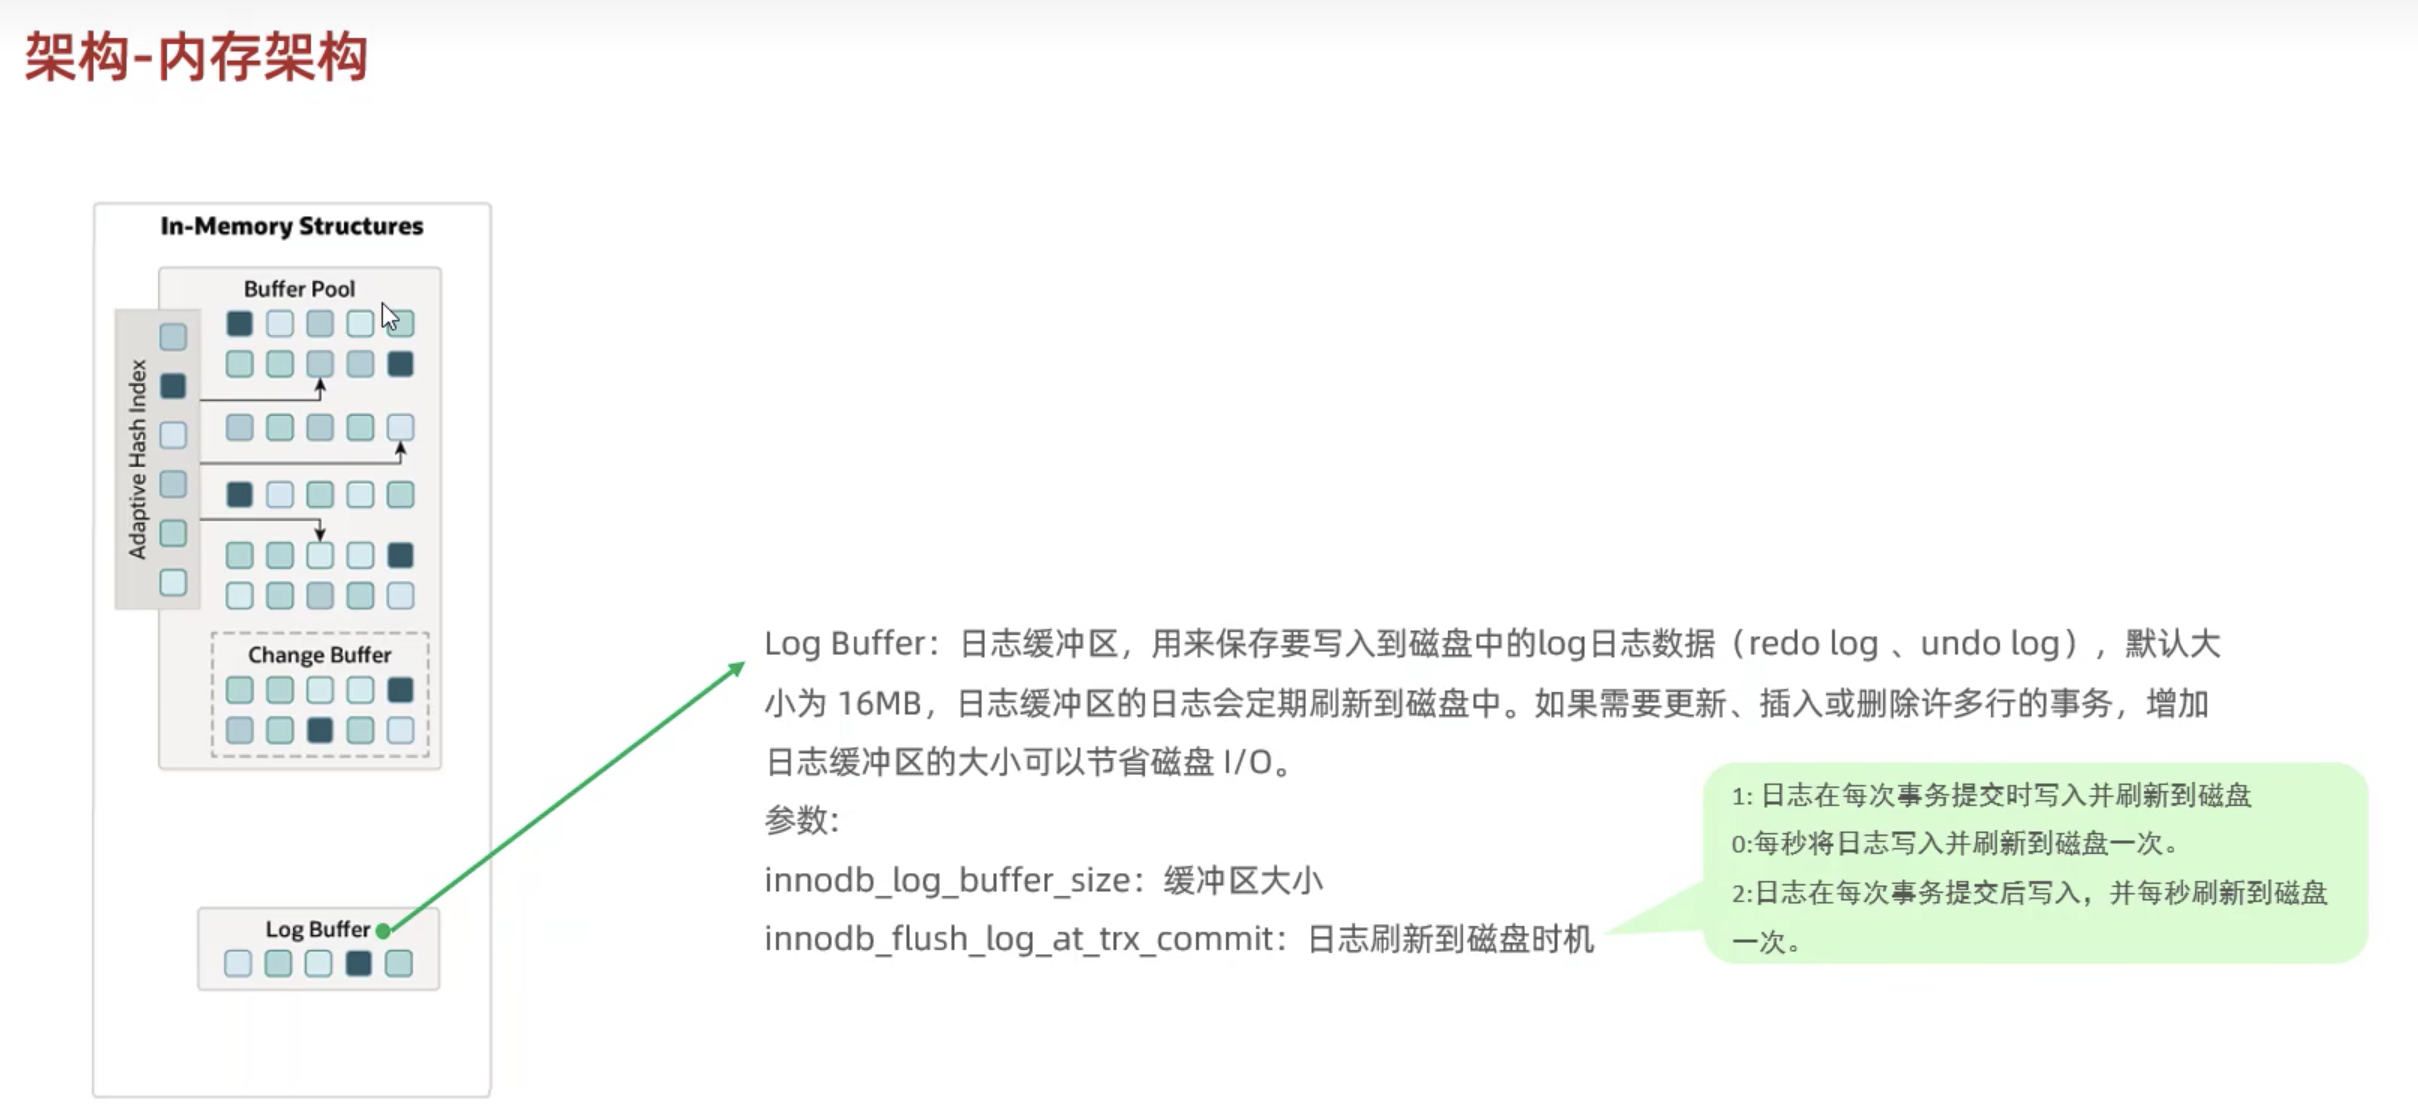 架构-内存架构
In-Memory Structures
Buffer Pool
Adaptive Hash Index
Change Buffer
Log Buffer
Log Buffer：日志缓冲区，用来保存要写入到磁盘中的log日志数据（redo log 、undo log），默认大
小为 16MB，日志缓冲区的日志会定期刷新到磁盘中。如果需要更新、插入或删除许多行的事务，增加
日志缓冲区的大小可以节省磁盘 I/O。
参数:
innodb_log_buffer_size：缓冲区大小
innodb_flush_log_at_trx_commit：日志刷新到磁盘时机
1: 日志在每次事务提交时写入并刷新到磁盘
0:每秒将日志写入并刷新到磁盘一次。
2:日志在每次事务提交后写入，并每秒刷新到磁盘
一次。